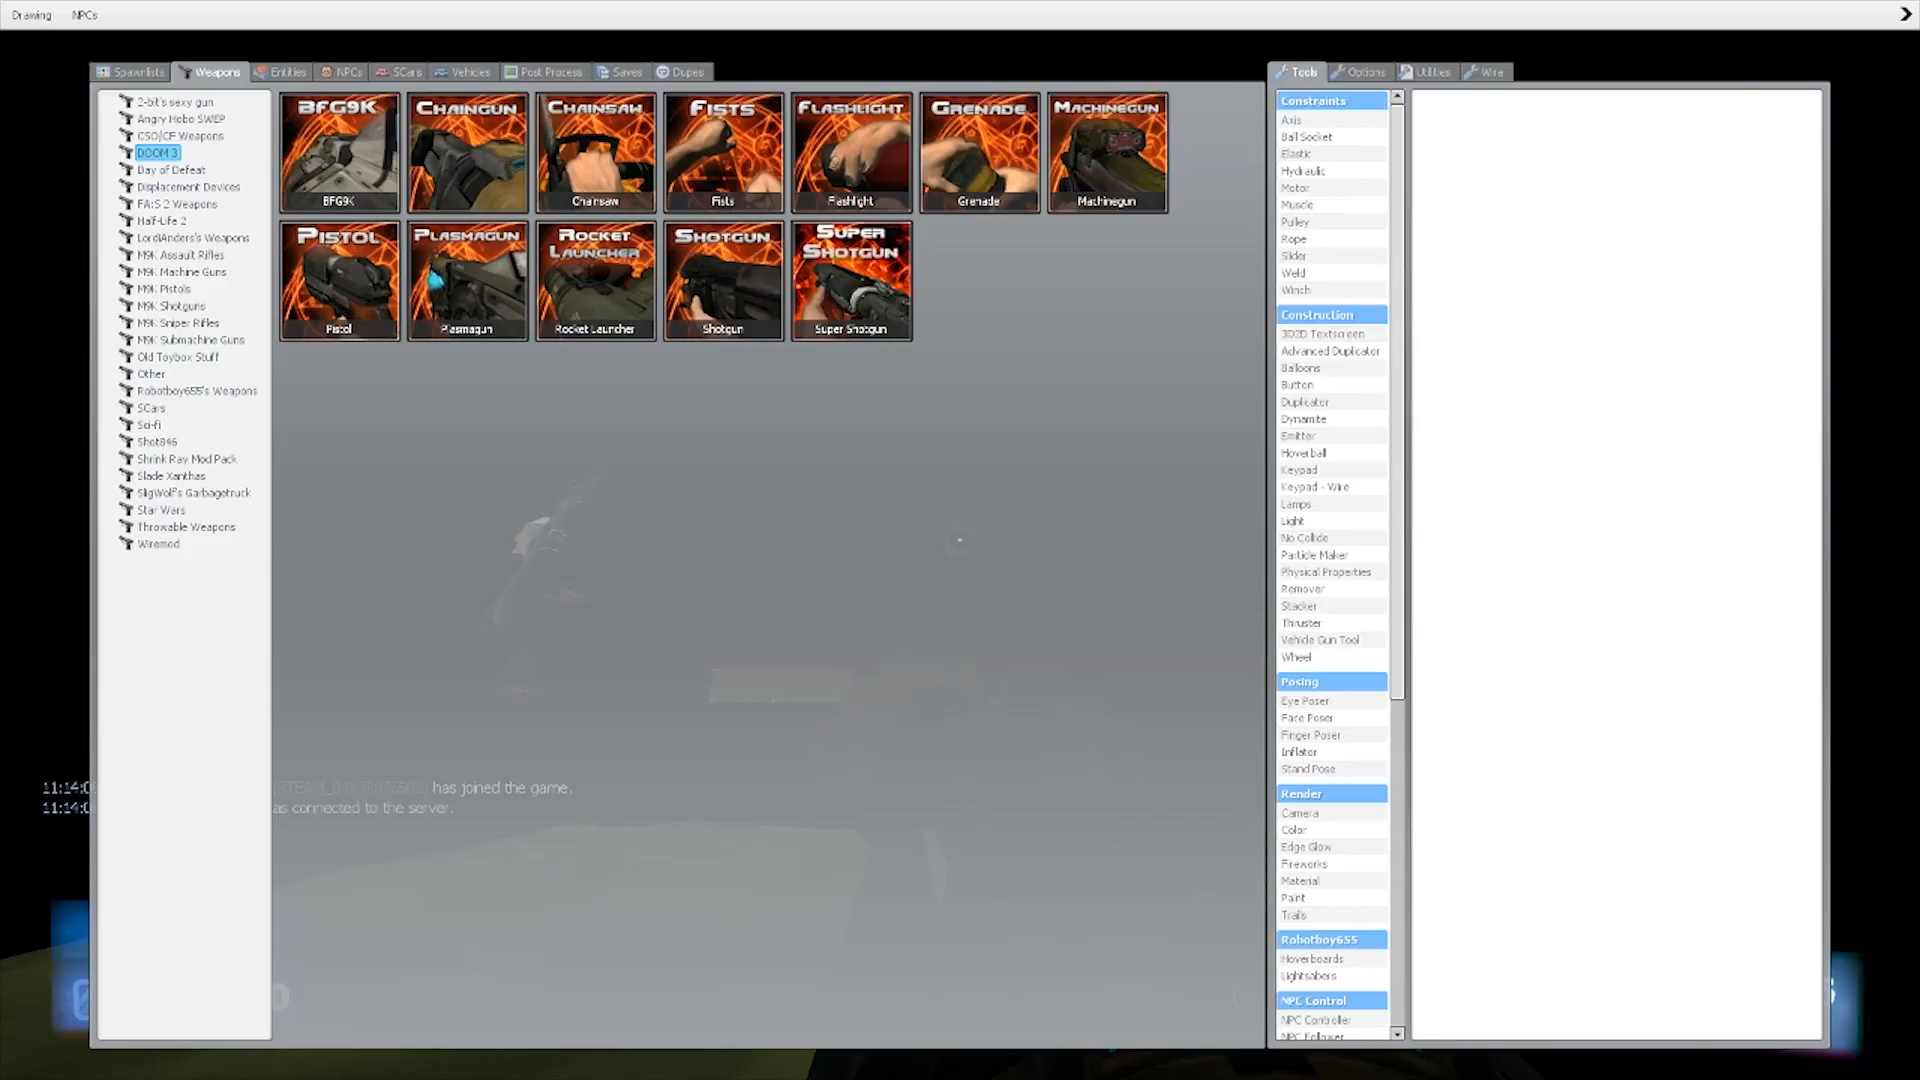 Drawing NPCs
Spawnlists Weapons Entities NPCs SCars Vehicles Post Process Saves Dupes
2-bit's sexy gun
Angry Hobo SWEP
CSO/CF Weapons
DOOM 3
Day of Defeat
Displacement Devices
FA:S 2 Weapons
Half-Life 2
LordiAnders's Weapons
M9K Assault Rifles
M9K Machine Guns
M9K Pistols
M9K Shotguns
M9K Sniper Rifles
M9K Submachine Guns
Old Toybox Stuff
Other
Robotboy655's Weapons
SCars
Sci-fi
Shot846
Shrink Ray Mod Pack
Slade Xanthas
SligWolf's Garbagetruck
Star Wars
Throwable Weapons
Wiremod
BFG9K
BFG9K
CHAINGUN
CHAINSAW
Chainsaw
FISTS
Fists
FLASHLIGHT
Flashlight
GRENADE
Grenade
MACHINEGUN
Machinegun
PISTOL
Pistol
PLASMAGUN
Plasmagun
ROCKET
LAUNCHER
Rocket Launcher
SHOTGUN
Shotgun
SUPER
SHOTGUN
Super Shotgun
has joined the game.
as connected to the server.
Tools Options Utilities Wire
Constraints
Axis
Ball Socket
Elastic
Hydraulic
Motor
Muscle
Pulley
Rope
Slider
Weld
Winch
Construction
3D2D Textscreen
Advanced Duplicator
Balloons
Button
Duplicator
Dynamite
Emitter
Hoverball
Keypad
Keypad - Wire
Lamps
Light
No Collide
Particle Maker
Physical Properties
Remover
Stacker
Thruster
Vehicle Gun Tool
Wheel
Posing
Eye Poser
Face Poser
Finger Poser
Inflator
Stand Pose
Render
Camera
Color
Edge Glow
Fireworks
Material
Paint
Trails
Robotboy655
Hoverboards
Lightsabers
NPC Control
NPC Controller
NPC Follower